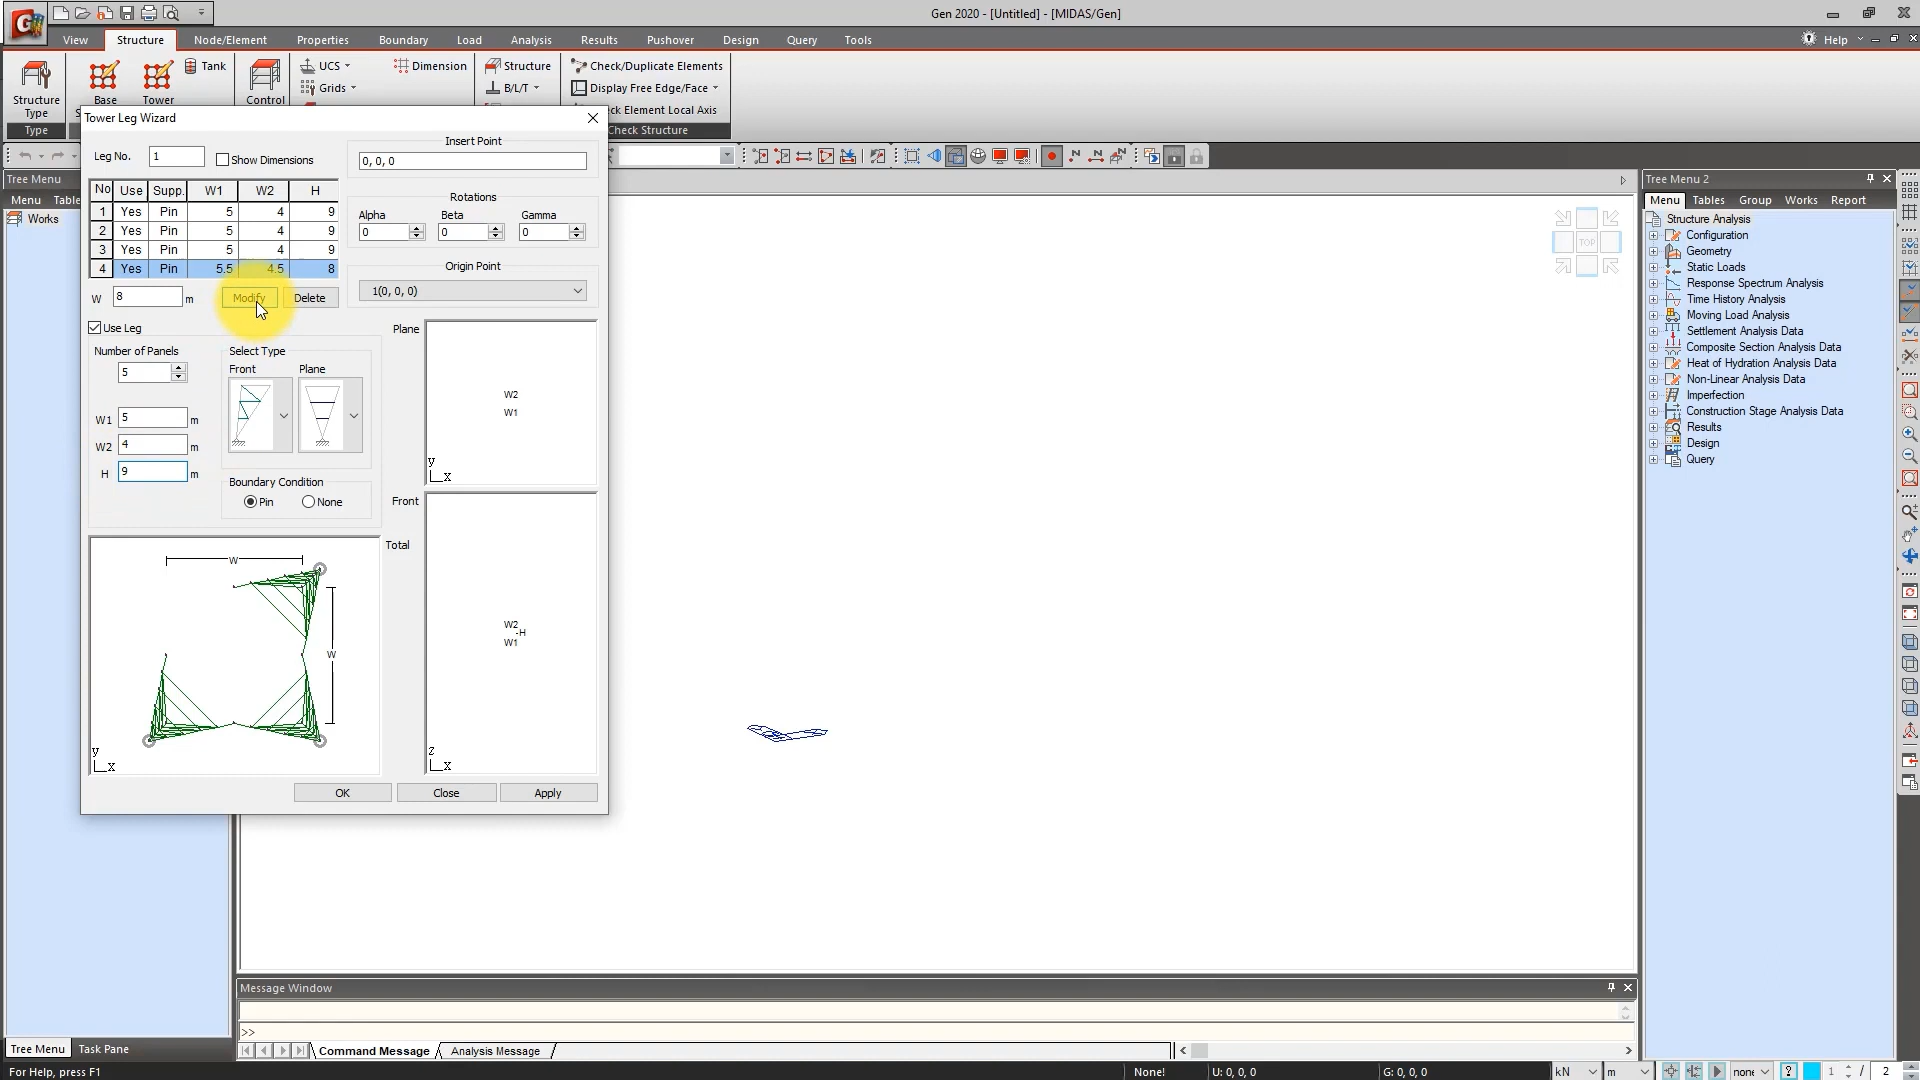 Gen 2020 - [Untitled] - [MIDAS/Gen]
View Structure Node/Element Properties Boundary Load Analysis Results Pushover Design Query Tools Help
Structure Type
Type
Base
Tower
Tank
Control
UCS
Grids
Dimension
Structure
B/L/T
Check/Duplicate Elements
Display Free Edge/Face
ck Element Local Axis
Check Structure
Tree Menu
Menu Table
Works
Tower Leg Wizard
Leg No. 1 Show Dimensions
No Use Supp. W1 W2 H
1 Yes Pin 5 4 9
2 Yes Pin 5 4 9
3 Yes Pin 5 4 9
4 Yes Pin 5.5 4.5 8
W 8 m Modify Delete
Use Leg
Number of Panels
5
W1 5 m
W2 4 m
H 9 m
Select Type
Front Plane
Boundary Condition
Pin None
Insert Point
0, 0, 0
Rotations
Alpha Beta Gamma
0 0 0
Origin Point
1(0, 0, 0)
Plane
W2
W1
y
x
Front
W2
-H
W1
z
x
Total
W
W
y
x
OK Close Apply
TOP
Tree Menu 2
Menu Tables Group Works Report
Structure Analysis
Configuration
Geometry
Static Loads
Response Spectrum Analysis
Time History Analysis
Moving Load Analysis
Settlement Analysis Data
Composite Section Analysis Data
Heat of Hydration Analysis Data
Non-Linear Analysis Data
Imperfection
Construction Stage Analysis Data
Results
Design
Query
Message Window
>>
Command Message Analysis Message
Tree Menu Task Pane
For Help, press F1
None! U: 0, 0, 0 G: 0, 0, 0 kN m none ? 1 / 2